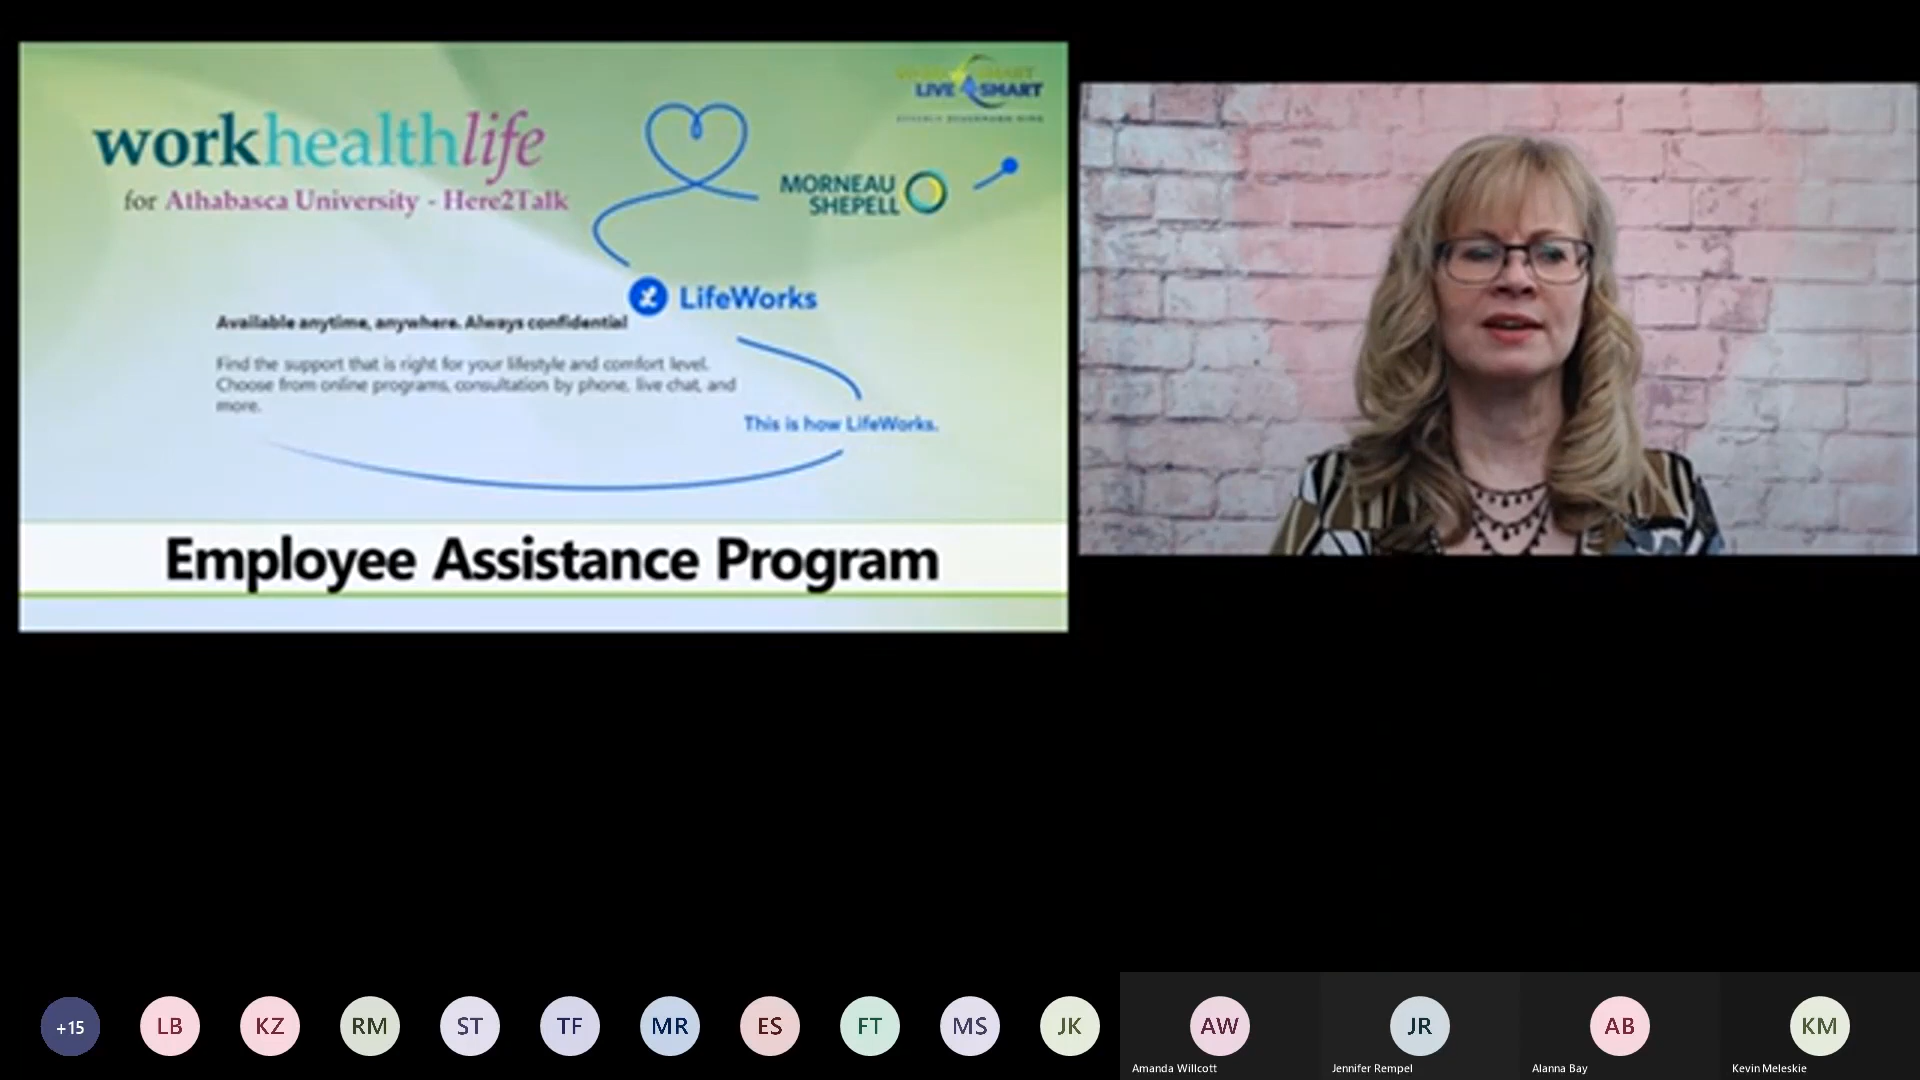 LIVE SMART
workhealthlife
for Athabasca University - Here2Talk
MORNEAU
SHEPELL
LifeWorks
Available anytime, anywhere. Always confidential
Find the support that is right for your lifestyle and comfort level.
Choose from online programs, consultation by phone, live chat, and
more.
This is how LifeWorks.
Employee Assistance Program
+15
LB
KZ
RM
ST
TF
MR
ES
FT
MS
JK
AW
JR
AB
KM
Amanda Willcott
Jennifer Rempel
Alanna Bay
Kevin Meleskie